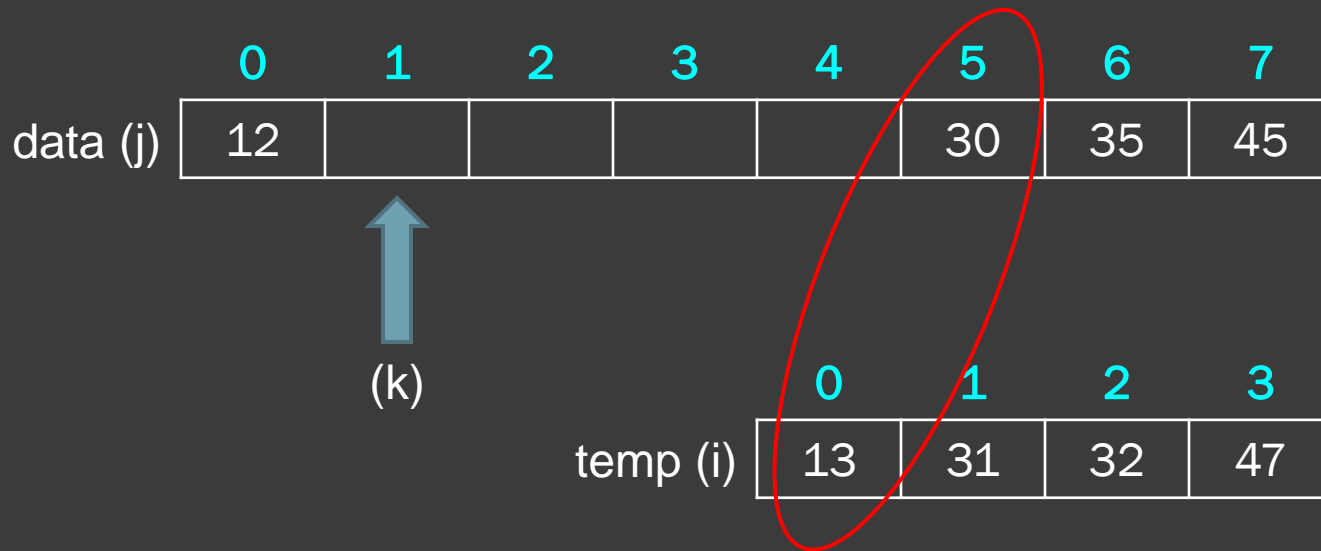 0 1 2 3 4 5 6 7
data (j) 12 30 35 45
(k)
0 1 2 3
temp (i) 13 31 32 47